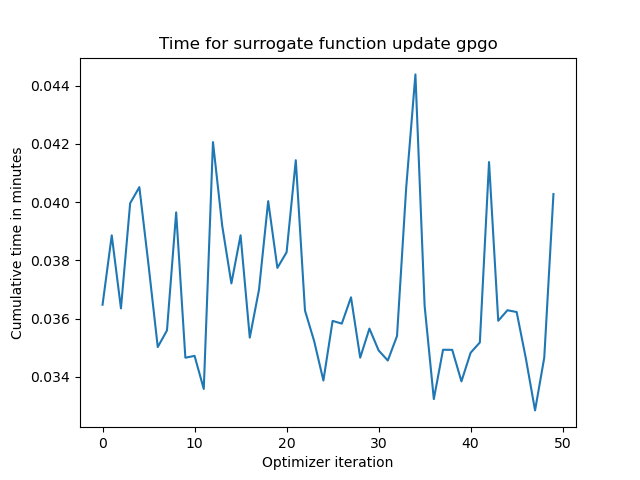 Time for surrogate function update gpgo
Cumulative time in minutes
0.044
0.042
0.040
0.038
0.036
0.034
0 10 20 30 40 50
Optimizer iteration